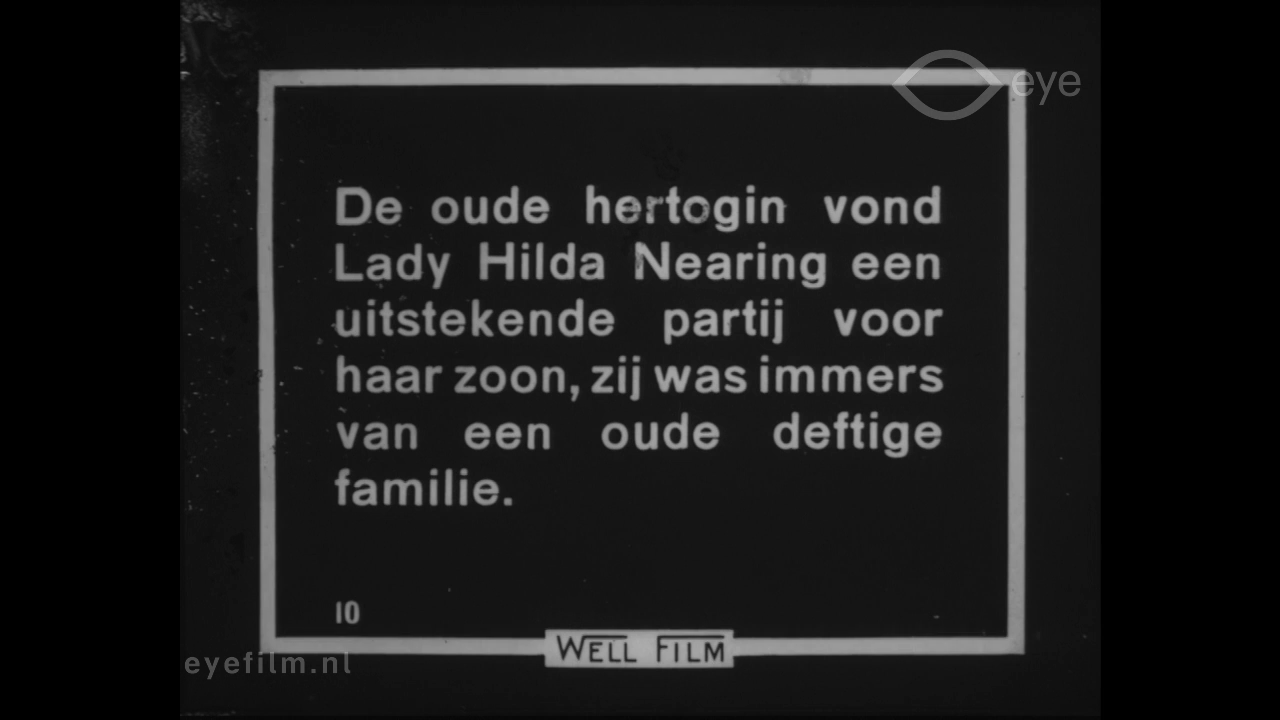 eye
De oude hertogin vond
Lady Hilda Nearing een
uitstekende partij voor
haar zoon, zij was immers
van een oude deftige
familie.
10
WELL FILM
eyefilm.nl